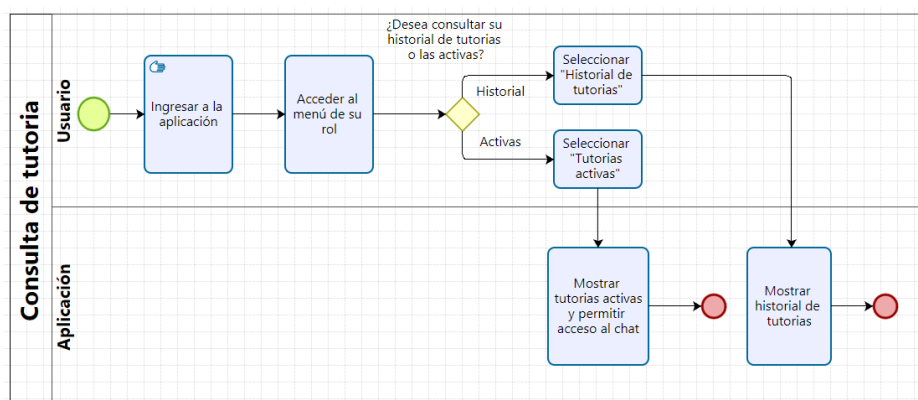 Consulta de tutoria
Usuario
Ingresar a la
aplicación
Acceder al
menú de su
rol
¿Desea consultar su
historial de tutorias
o las activas?
Historial
Activas
Seleccionar
"Historial de
tutorias"
Seleccionar
"Tutorias
activas"
Aplicación
Mostrar
tutorias activas
y permitir
acceso al chat
Mostrar
historial de
tutorias